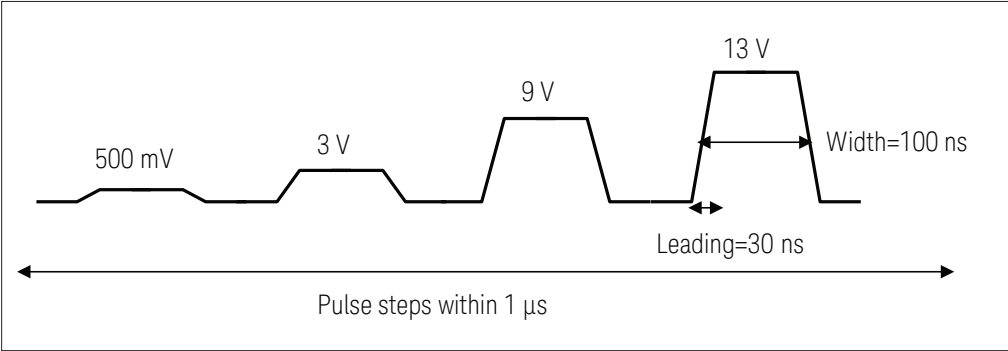 13 V
9 V
3 V
500 mV
Width=100 ns
Leading=30 ns
Pulse steps within 1 µs